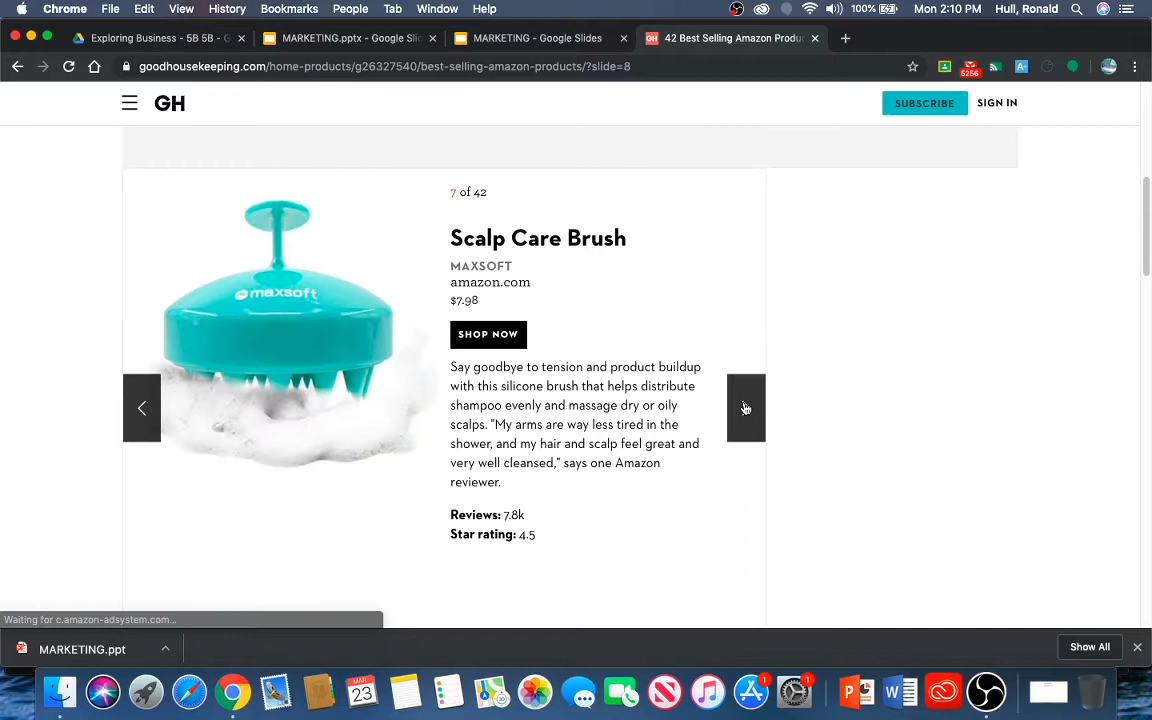 Chrome File Edit View History Bookmarks People Tab Window Help 100% Mon 2:10 PM Hull, Ronald
Exploring Business - 5B 5B - G × MARKETING.pptx - Google Slid × MARKETING - Google Slides × GH 42 Best Selling Amazon Produ × +
goodhousekeeping.com/home-products/g26327540/best-selling-amazon-products/?slide=8
5256
GH SUBSCRIBE SIGN IN
7 of 42
Scalp Care Brush
MAXSOFT
amazon.com
$7.98
SHOP NOW
Say goodbye to tension and product buildup
with this silicone brush that helps distribute
shampoo evenly and massage dry or oily
scalps. "My arms are way less tired in the
shower, and my hair and scalp feel great and
very well cleansed," says one Amazon
reviewer.
Reviews: 7.8k
Star rating: 4.5
maxsoft
Waiting for c.amazon-adsystem.com...
MARKETING.ppt Show All
MAR
23
1
1